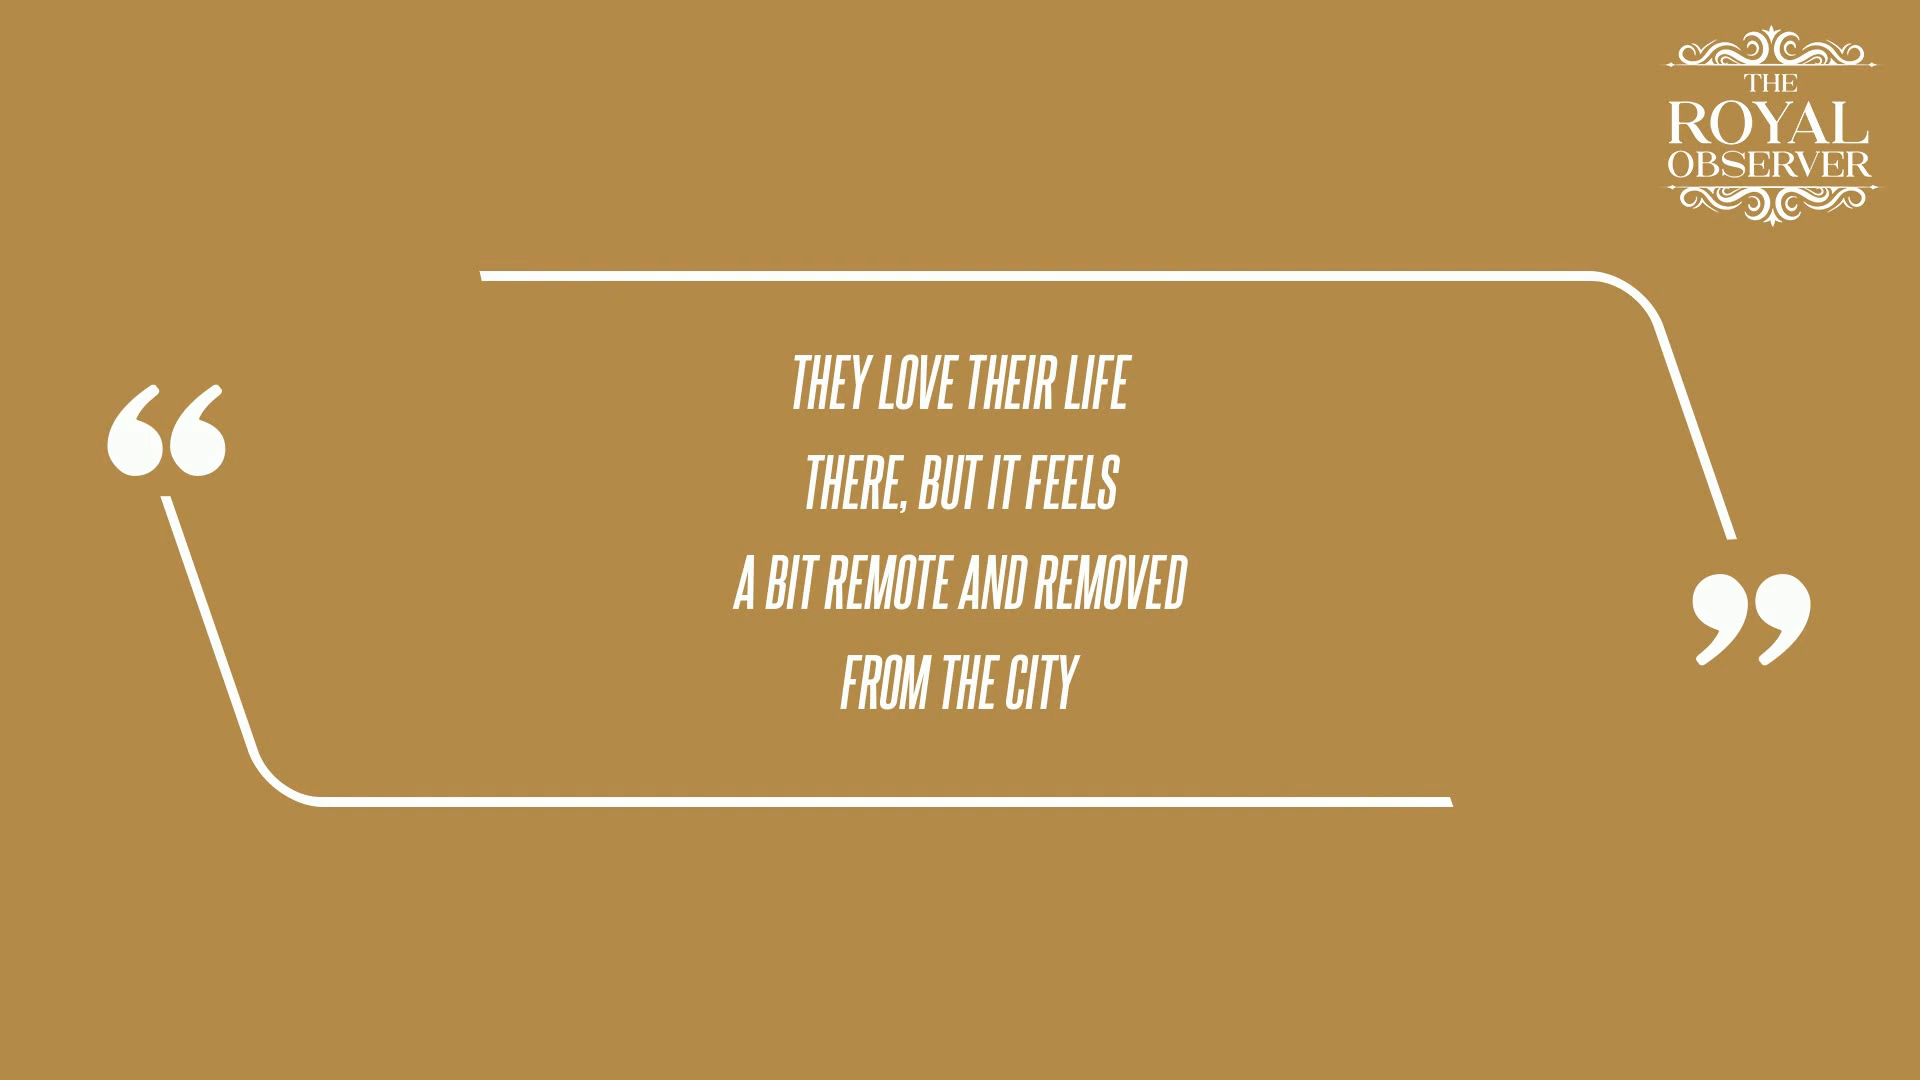 THE
ROYAL
OBSERVER
“
THEY LOVE THEIR LIFE
THERE, BUT IT FEELS
A BIT REMOTE AND REMOVED
FROM THE CITY
”